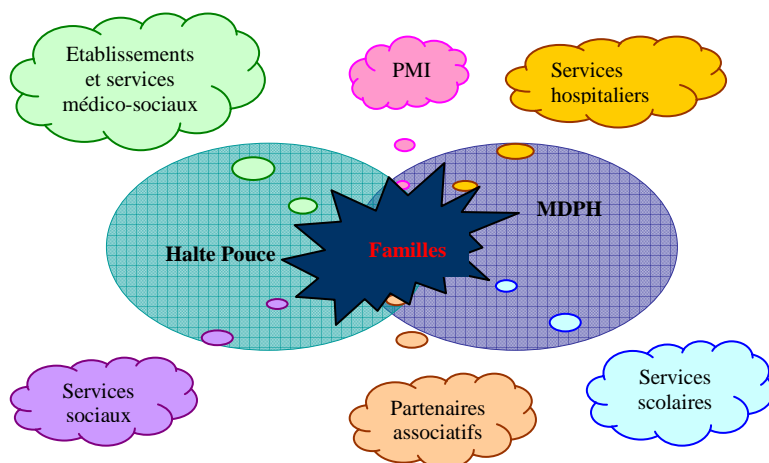 Etablissements
et services
médico-sociaux
PMI
Services
hospitaliers
MDPH
Halte Pouce
Familles
Services
sociaux
Partenaires
associatifs
Services
scolaires